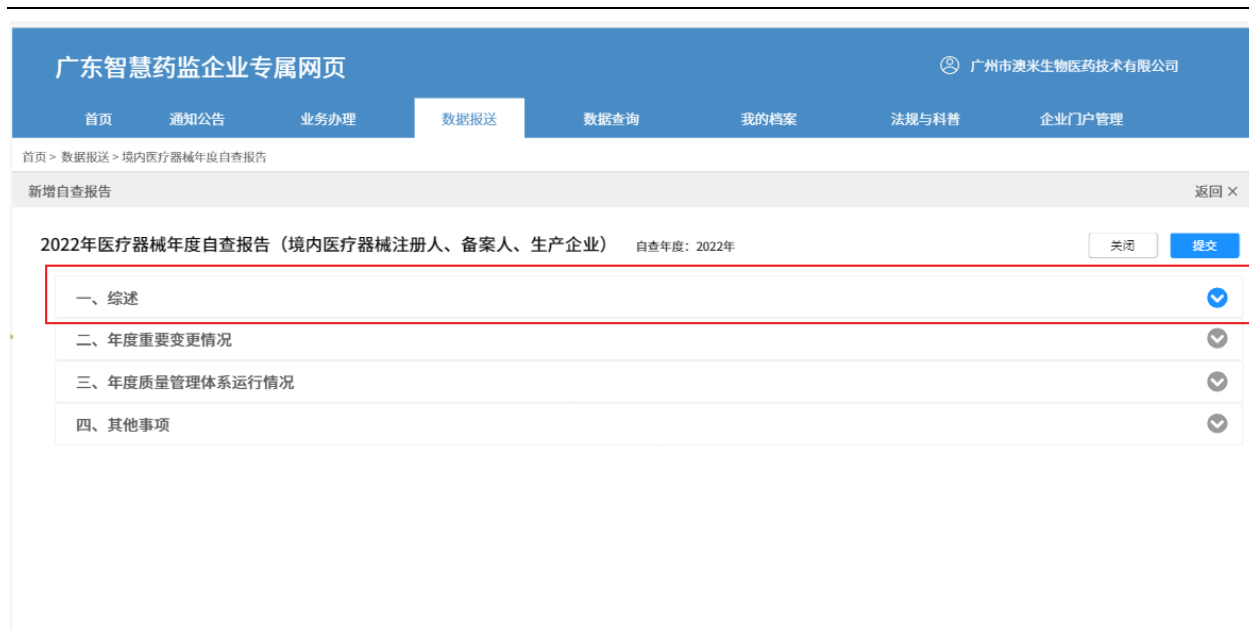 广东智慧药监企业专属网页
广州市澳米生物医药技术有限公司
首页 通知公告 业务办理 数据报送 数据查询 我的档案 法规与科普 企业门户管理
首页 > 数据报送 > 境内医疗器械年度自查报告
新增自查报告 返回 ×
2022年医疗器械年度自查报告（境内医疗器械注册人、备案人、生产企业） 自查年度：2022年 关闭 提交
一、综述
二、年度重要变更情况
三、年度质量管理体系运行情况
四、其他事项